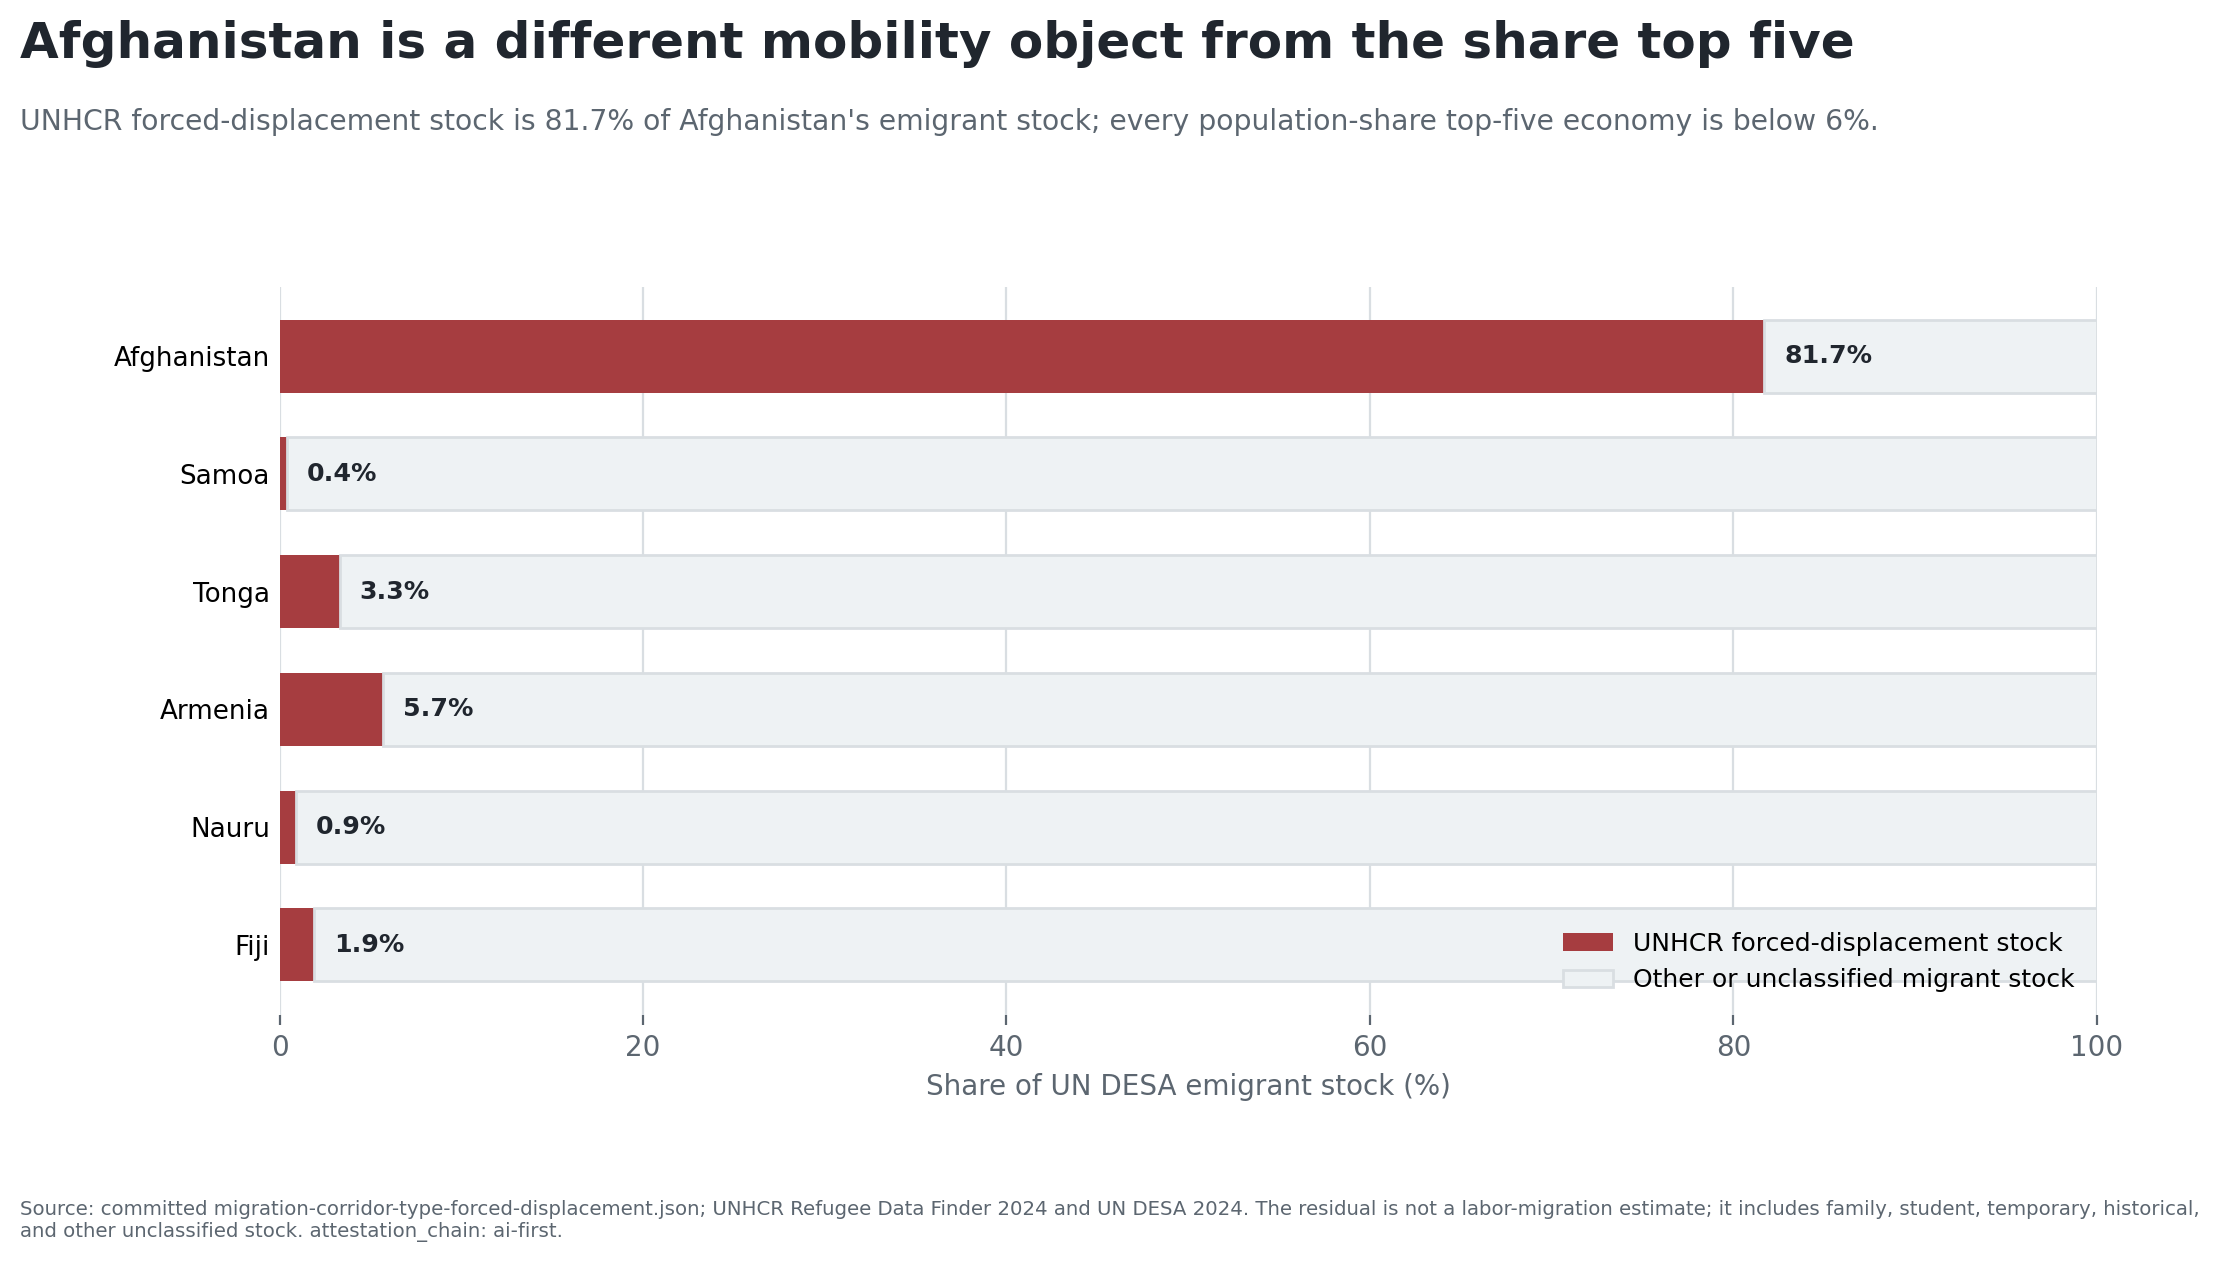 Afghanistan is a different mobility object from the share top five
UNHCR forced-displacement stock is 81.7% of Afghanistan's emigrant stock; every population-share top-five economy is below 6%.
Afghanistan
81.7%
Samoa
0.4%
Tonga
3.3%
Armenia
5.7%
Nauru
0.9%
Fiji
1.9%
UNHCR forced-displacement stock
Other or unclassified migrant stock
0 20 40 60 80 100
Share of UN DESA emigrant stock (%)
Source: committed migration-corridor-type-forced-displacement.json; UNHCR Refugee Data Finder 2024 and UN DESA 2024. The residual is not a labor-migration estimate; it includes family, student, temporary, historical,
and other unclassified stock. attestation_chain: ai-first.